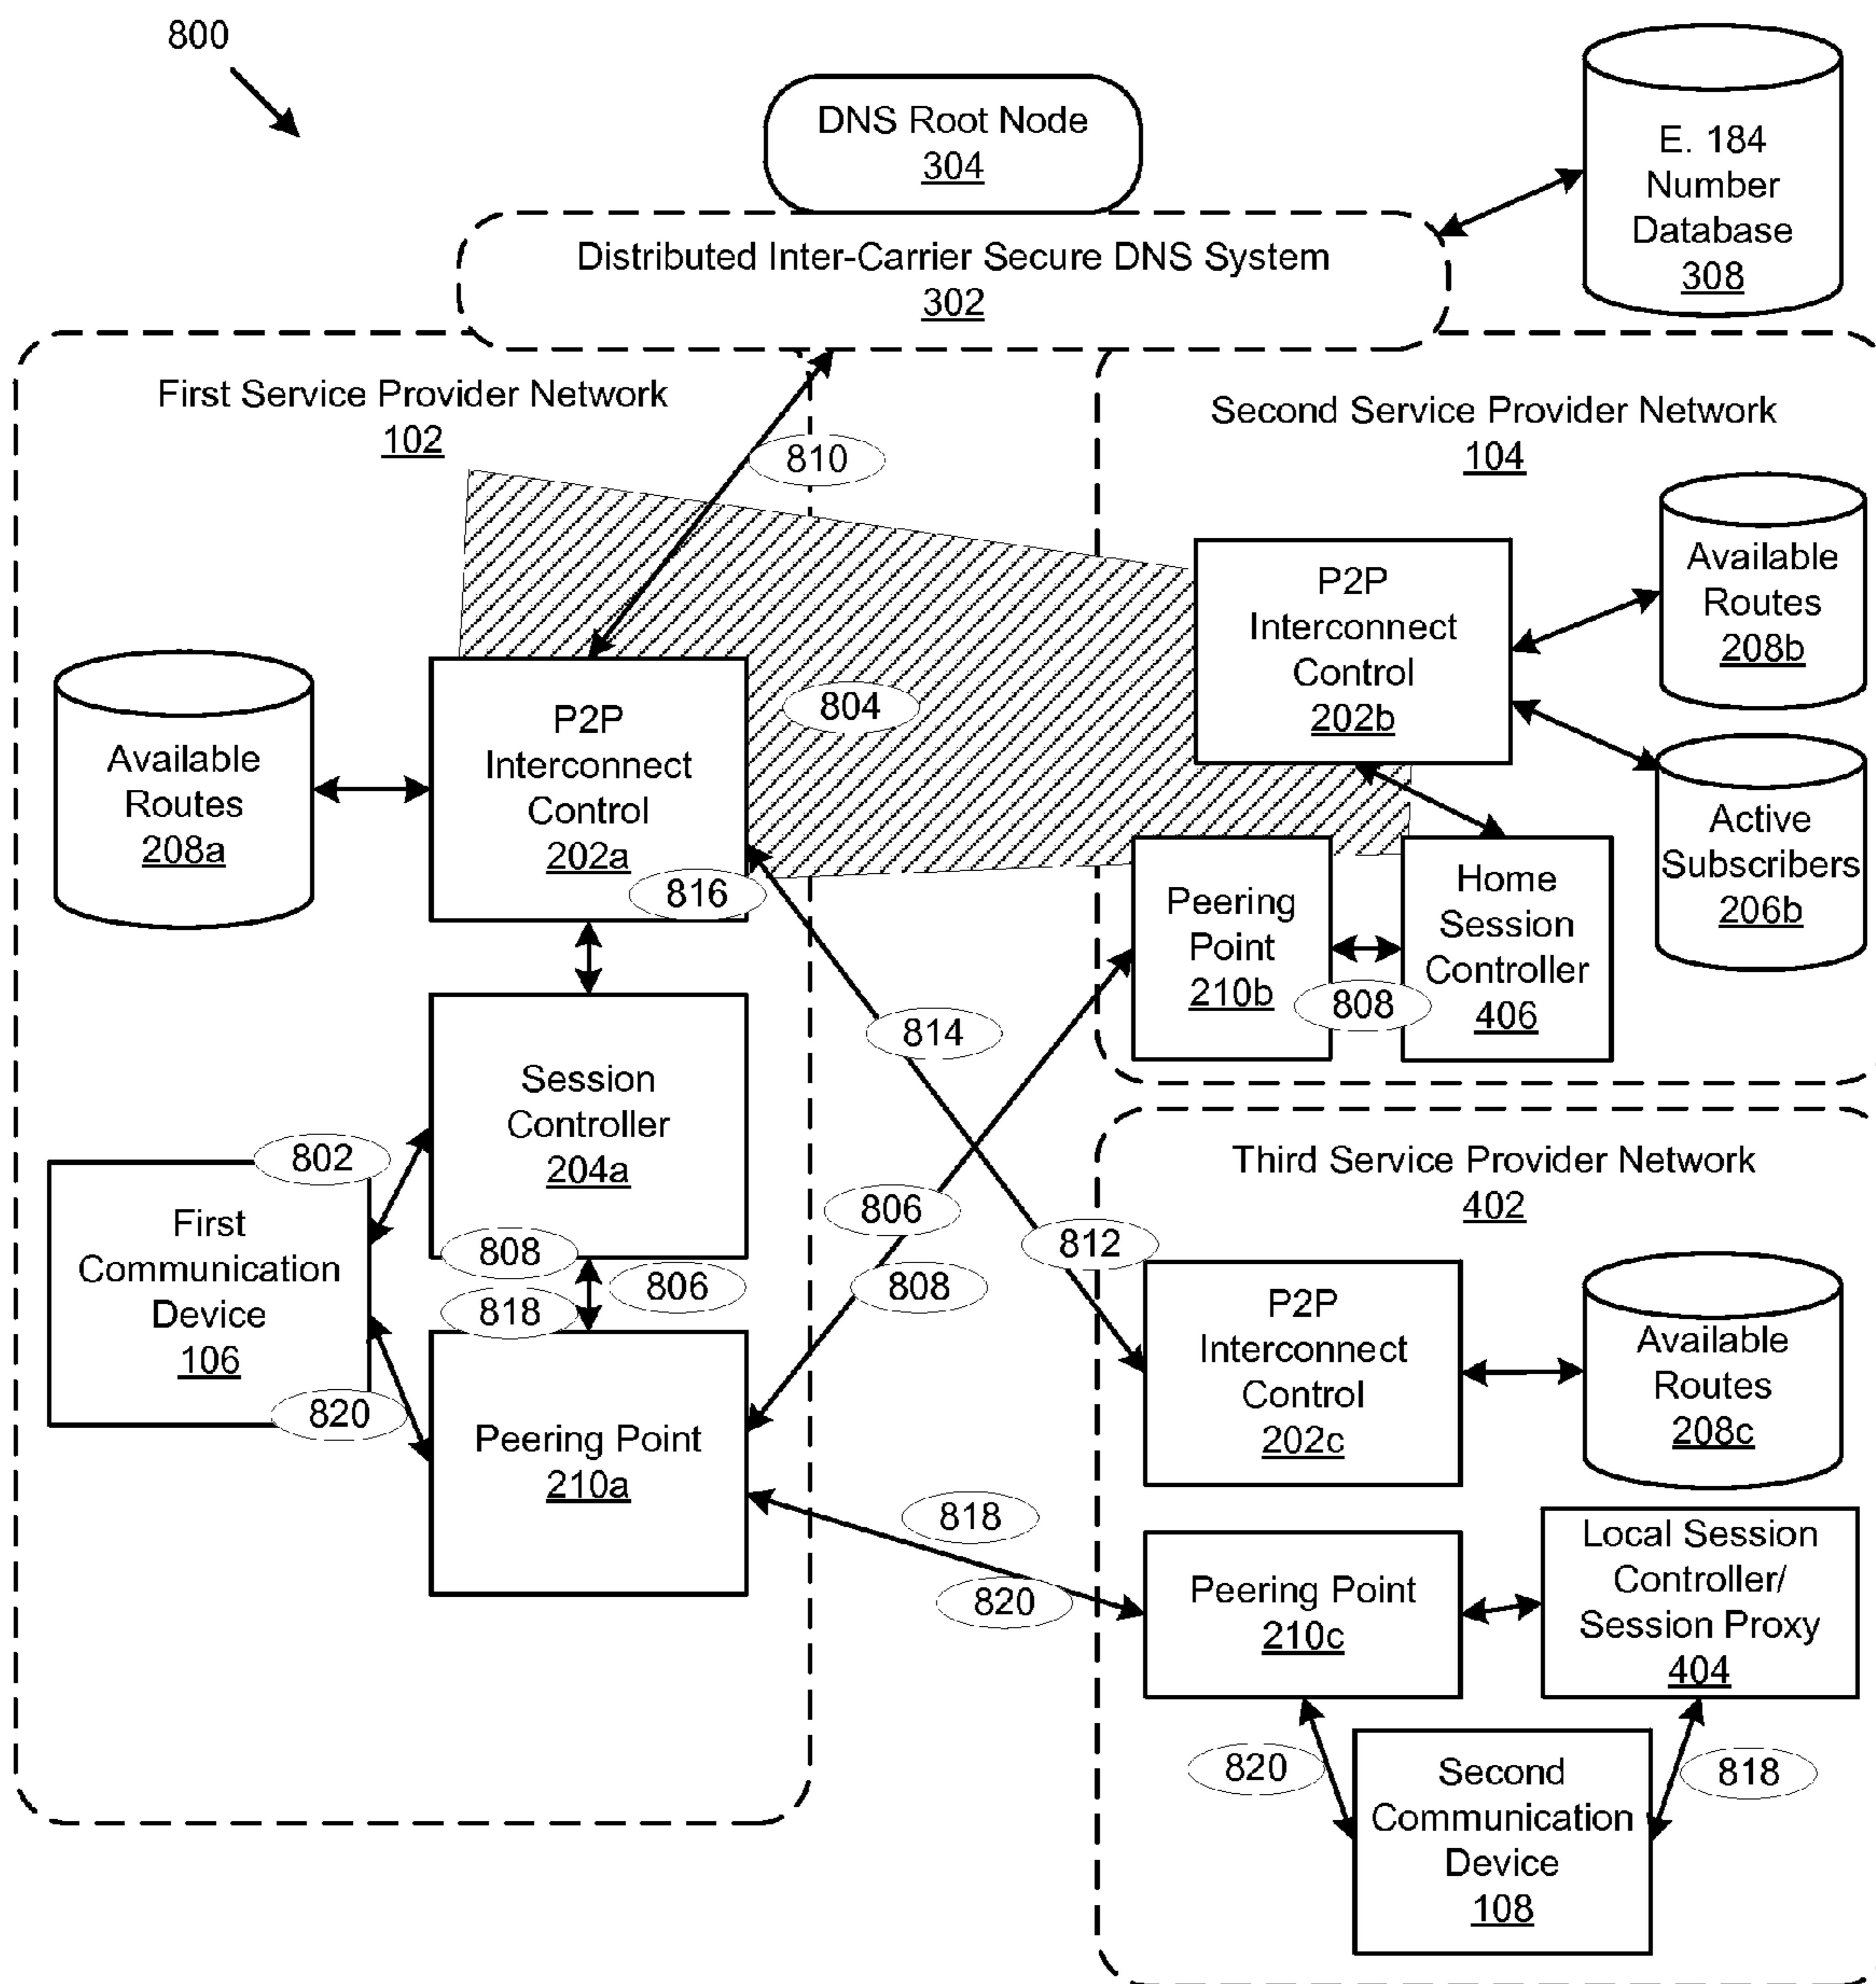 800
DNS Root Node
304
E. 184
Number
Database
308
Distributed Inter-Carrier Secure DNS System
302
First Service Provider Network
102
Second Service Provider Network
104
810
Available
Routes
208b
P2P
Interconnect
Control
202b
804
P2P
Interconnect
Control
202a
Available
Routes
208a
816
Active
Subscribers
206b
Home
Session
Controller
406
Peering
Point
210b
808
814
Session
Controller
204a
802
First
Communication
Device
106
808
806
818
820
806
808
812
Third Service Provider Network
402
P2P
Interconnect
Control
202c
Available
Routes
208c
Peering Point
210a
818
820
Peering Point
210c
Local Session
Controller/
Session Proxy
404
820
818
Second
Communication
Device
108